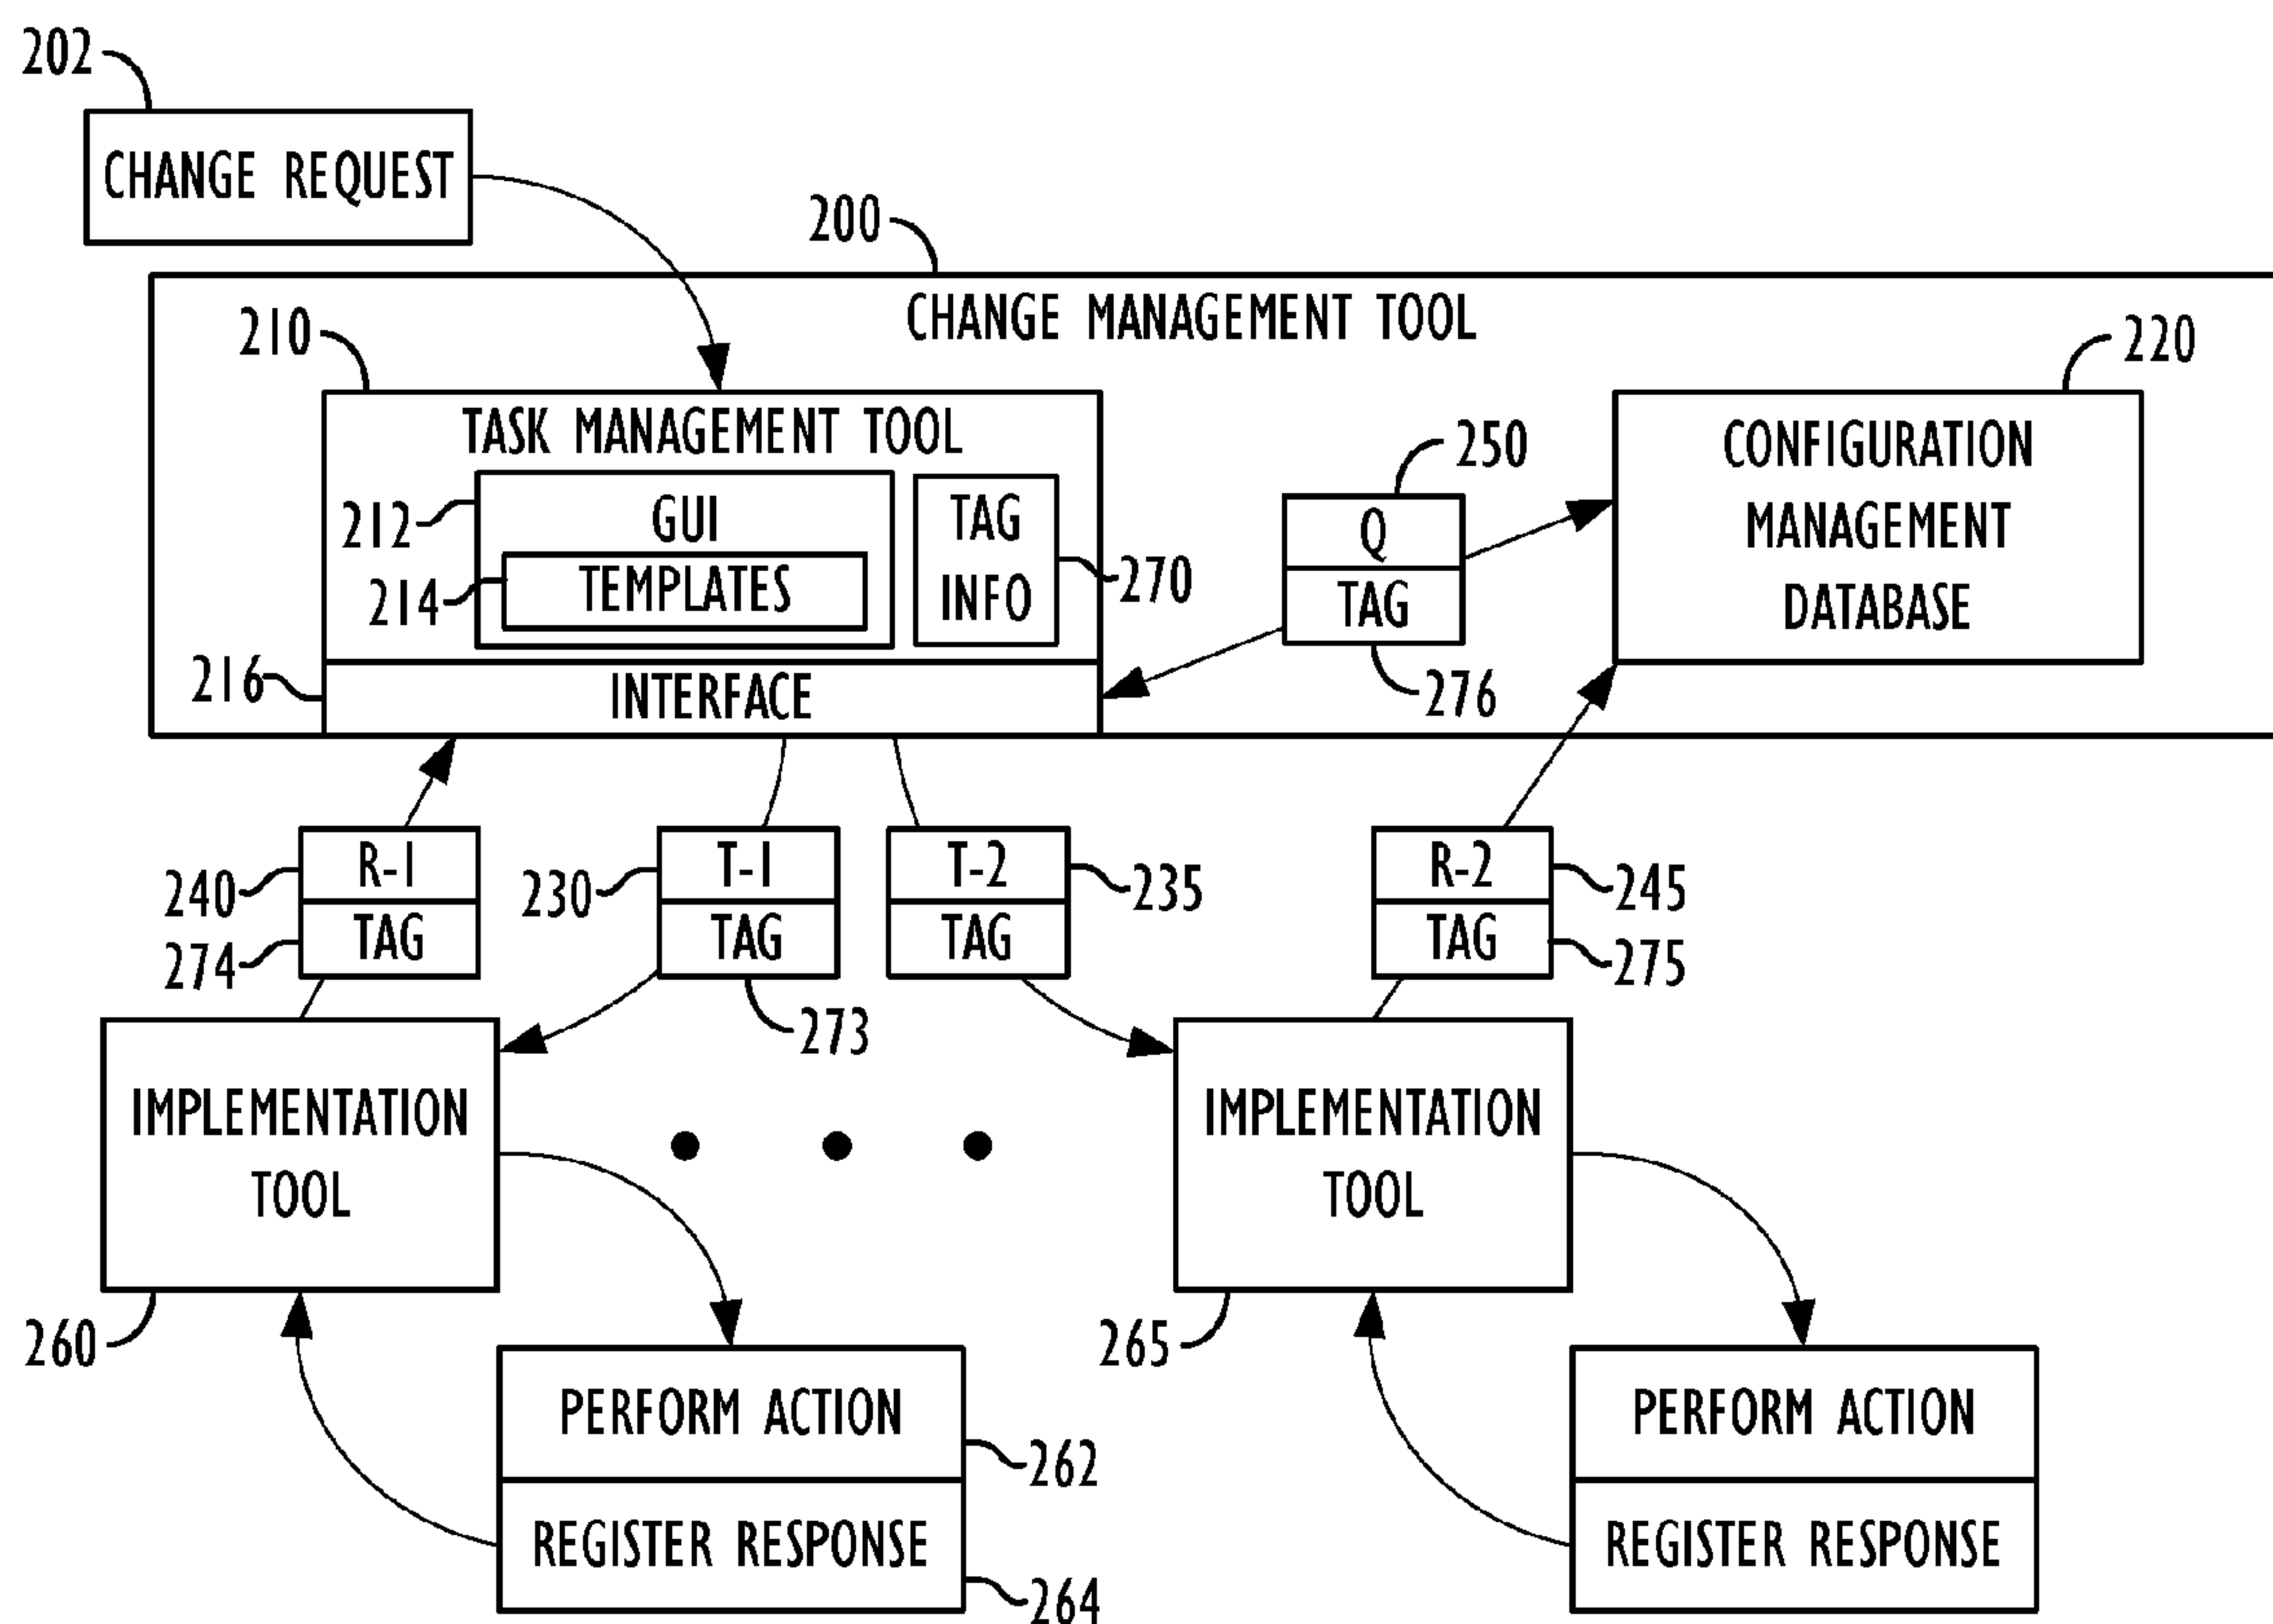 202
CHANGE REQUEST
200
CHANGE MANAGEMENT TOOL
210
220
TASK MANAGEMENT TOOL
212
GUI
214
TEMPLATES
TAG
INFO
270
250
Q
TAG
276
CONFIGURATION
MANAGEMENT
DATABASE
216
INTERFACE
240
R-1
274
TAG
230
T-1
TAG
273
T-2
TAG
235
R-2
TAG
245
275
IMPLEMENTATION
TOOL
260
IMPLEMENTATION
TOOL
265
PERFORM ACTION
262
REGISTER RESPONSE
264
PERFORM ACTION
REGISTER RESPONSE